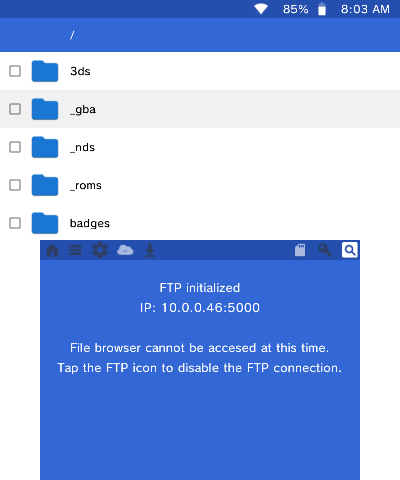 85% 8:03 AM
/
3ds
_gba
_nds
_roms
badges
FTP initialized
IP: 10.0.0.46:5000
File browser cannot be accesed at this time.
Tap the FTP icon to disable the FTP connection.